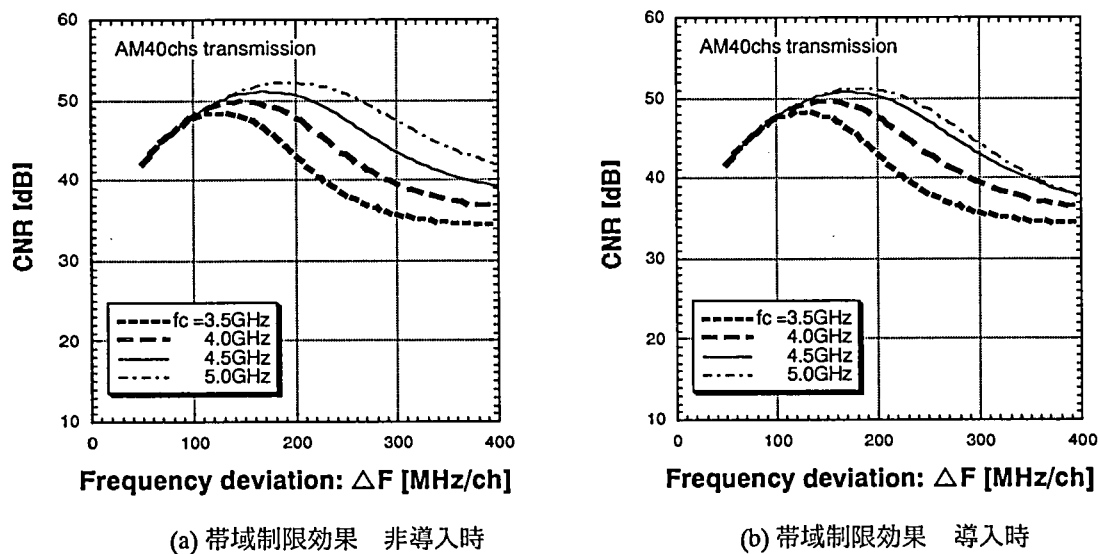 60
50
40
30
20
10
CNR [dB]
AM40chs transmission
fc =3.5GHz
4.0GHz
4.5GHz
5.0GHz
0
100
200
300
400
Frequency deviation: △F [MHz/ch]
(a) 帯域制限効果　非導入時
60
50
40
30
20
10
CNR [dB]
AM40chs transmission
fc =3.5GHz
4.0GHz
4.5GHz
5.0GHz
0
100
200
300
400
Frequency deviation: △F [MHz/ch]
(b) 帯域制限効果　導入時